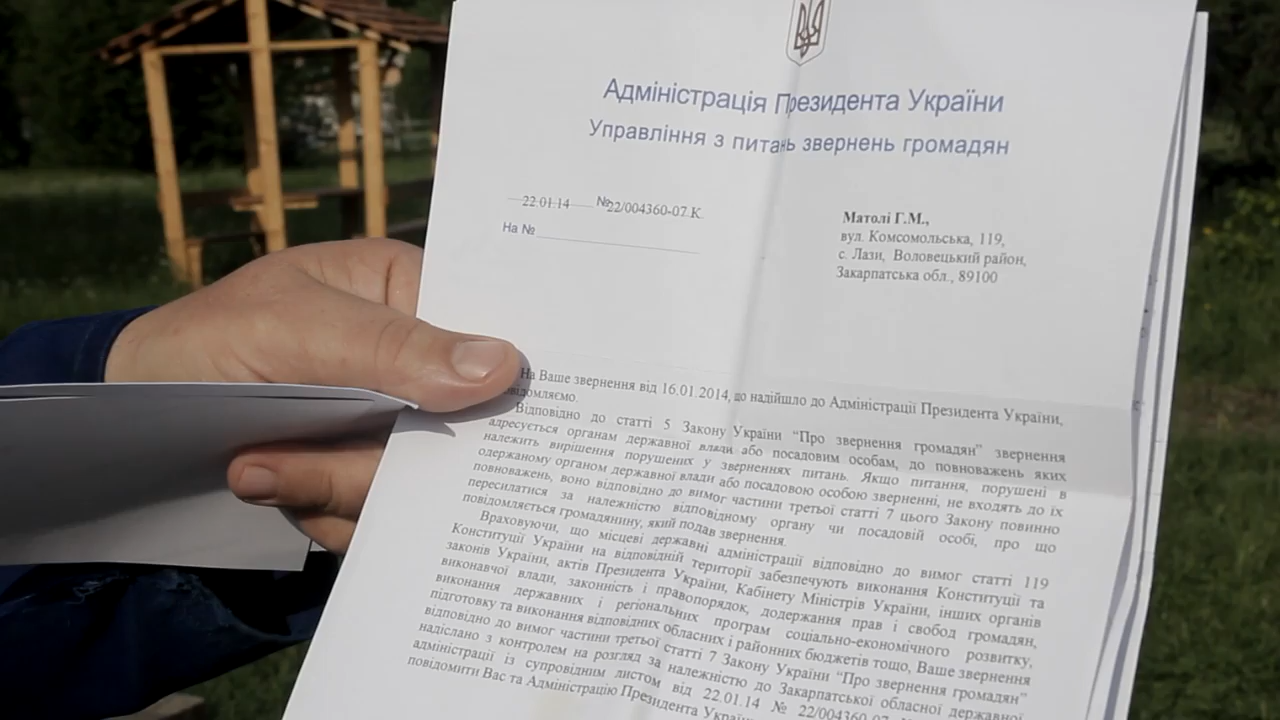 Адміністрація Президента України
Управління з питань звернень громадян
22.01.14 № 22/004360-07.К.
На №
Матолі Г.М.,
вул. Комсомольська, 119,
с. Лази, Воловецький район,
Закарпатська обл., 89100
На Ваше звернення від 16.01.2014, що надійшло до Адміністрації Президента України,
повідомляємо.
Відповідно до статті 5 Закону України “Про звернення громадян” звернення
адресується органам державної влади або посадовим особам, до повноважень яких
належить вирішення порушених у зверненнях питань. Якщо питання, порушені в
одержаному органом державної влади або посадовою особою зверненні, не входять до їх
повноважень, воно відповідно до вимог частини третьої статті 7 цього Закону повинно
пересилатися за належністю відповідному органу чи посадовій особі, про що
повідомляється громадянину, який подав звернення.
Враховуючи, що місцеві державні адміністрації відповідно до вимог статті 119
Конституції України на відповідній території забезпечують виконання Конституції та
законів України, актів Президента України, Кабінету Міністрів України, інших органів
виконавчої влади, законність і правопорядок, додержання прав і свобод громадян,
виконання державних і регіональних програм соціально-економічного розвитку,
підготовку та виконання відповідних обласних і районних бюджетів тощо, Ваше звернення
відповідно до вимог частини третьої статті 7 Закону України “Про звернення громадян”
надіслано з контролем на розгляд за належністю до Закарпатської обласної державної
адміністрації із супровідним листом від 22.01.14 № 22/004360-07
повідомити Вас та Адміністрацію Президента України